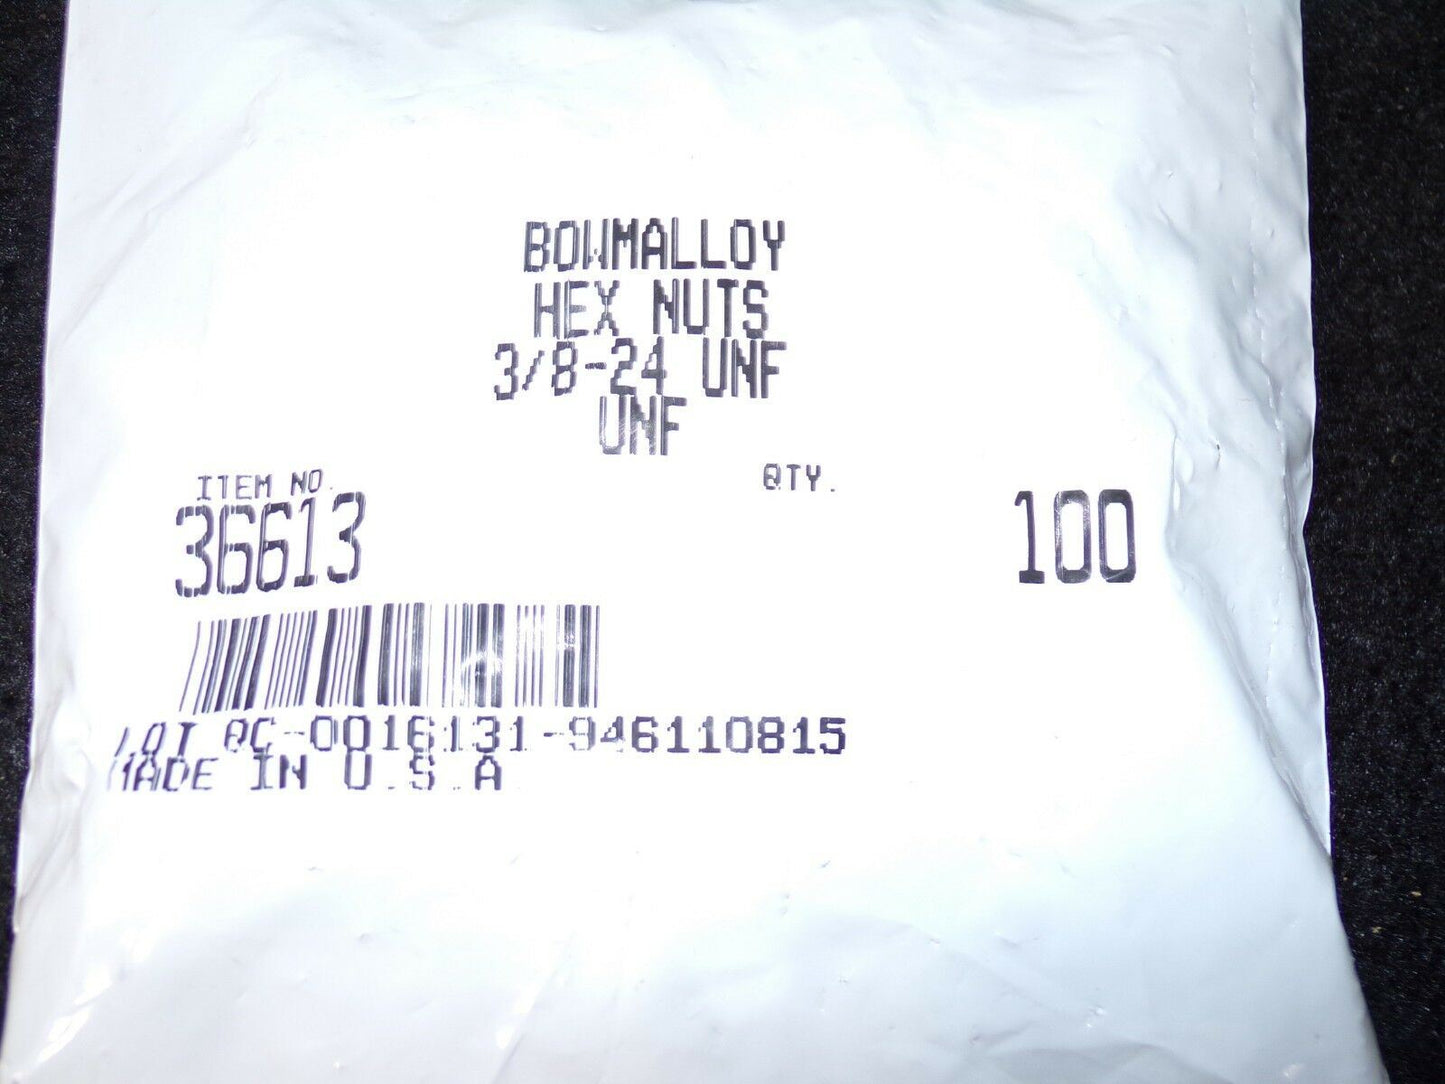 BOWMALLOY
HEX NUTS
3/8-24 UNF
UNF
ITEM NO.
QTY.
36613
100
LOT QC-0016131-946110815
MADE IN U.S.A